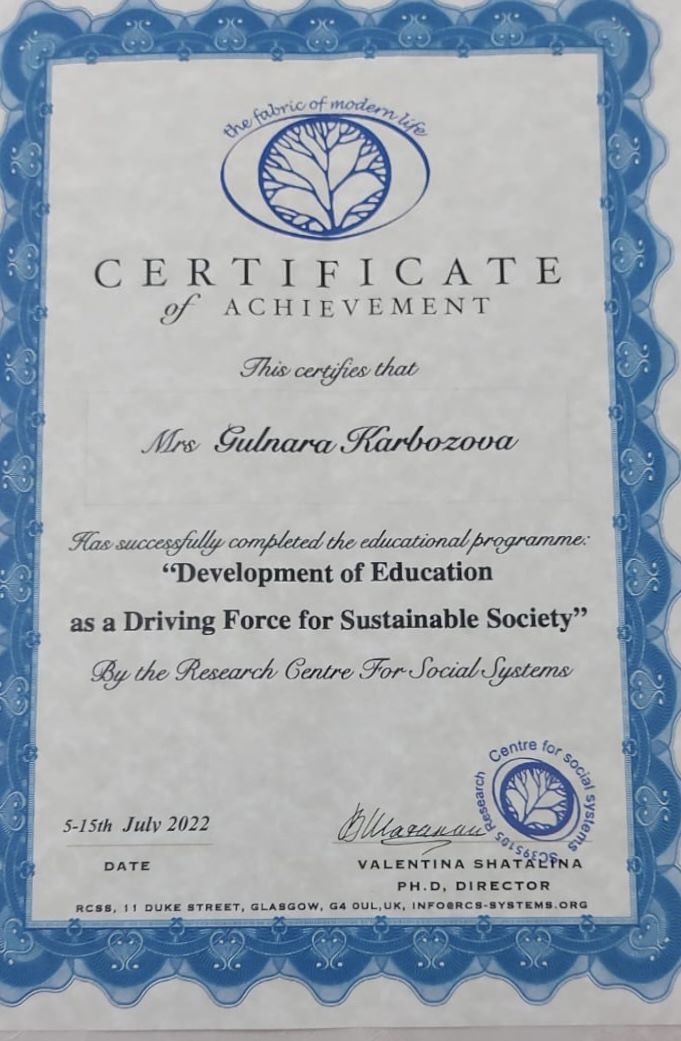 the fabric of modern life
CERTIFICATE
of ACHIEVEMENT
This certifies that
Mrs Gulnara Karbozova
Has successfully completed the educational programme:
“Development of Education
as a Driving Force for Sustainable Society”
By the Research Centre For Social Systems
Research Centre for social systems
SC395105
5-15th July 2022
DATE
VALENTINA SHATALINA
PH.D, DIRECTOR
RCSS, 11 DUKE STREET, GLASGOW, G4 0UL,UK, INFO@RCS-SYSTEMS.ORG